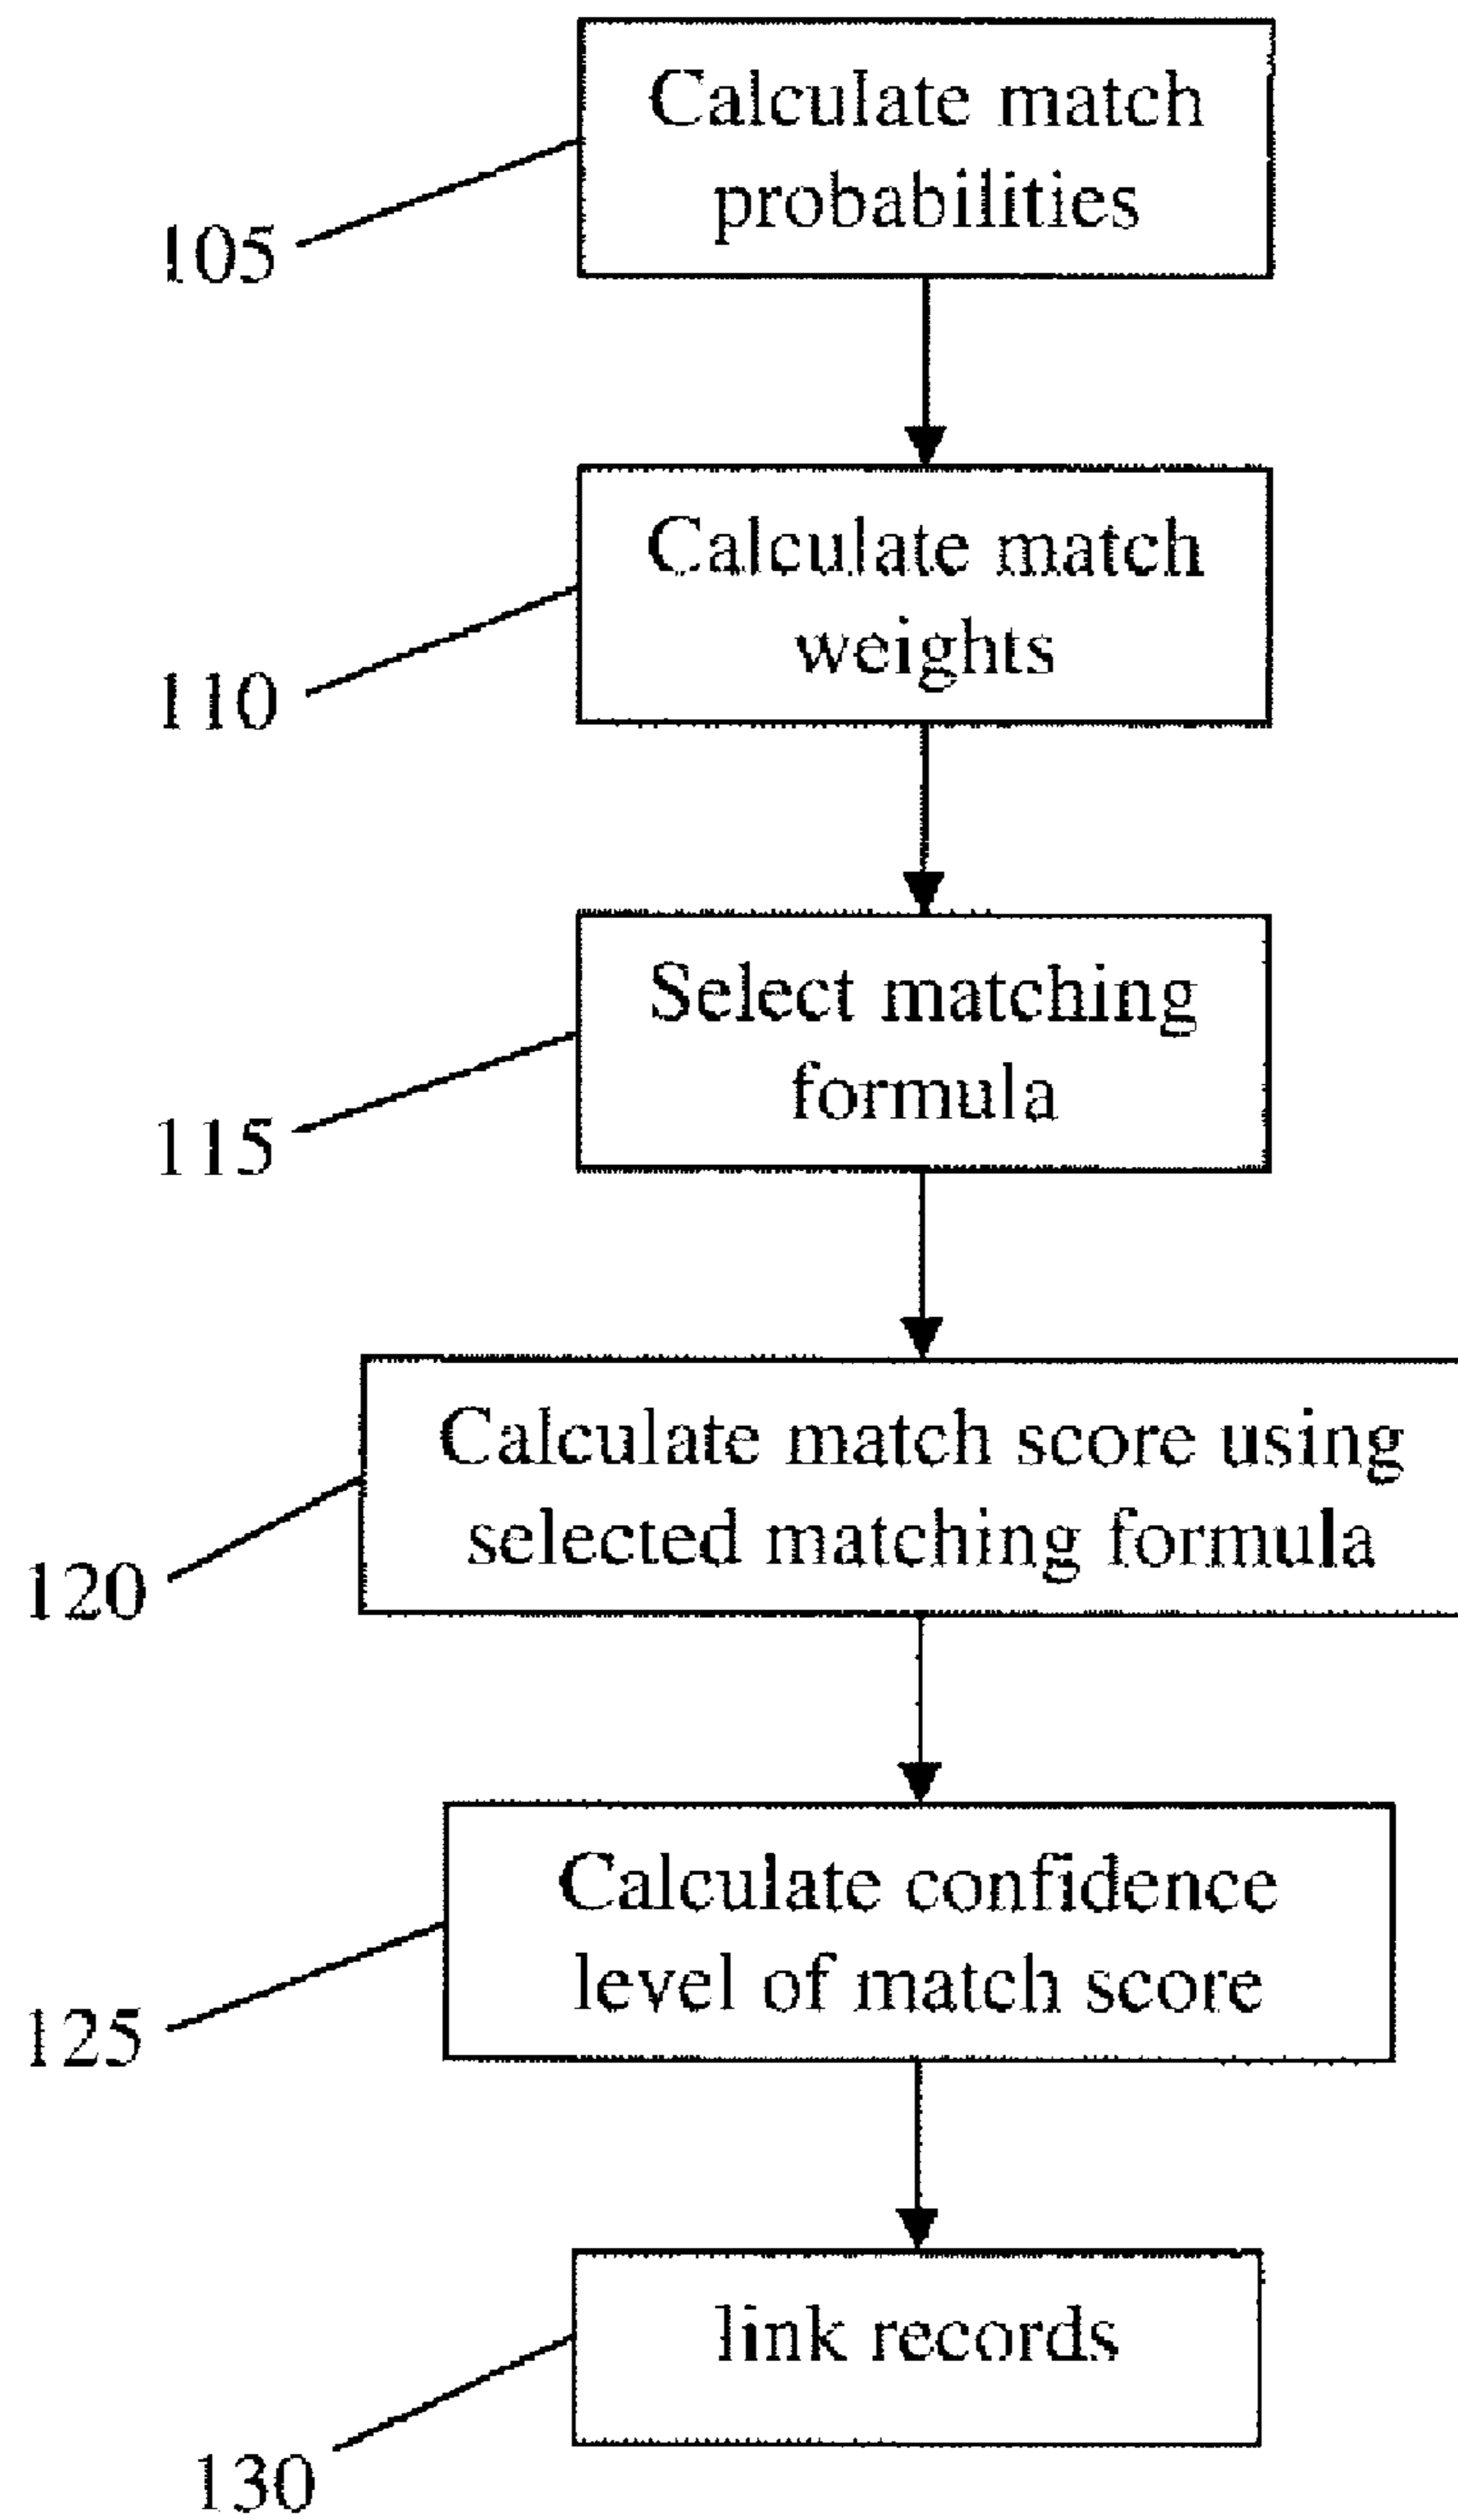 Calculate match
probabilities
105
Calculate match
weights
110
Select matching
formula
115
Calculate match score using
selected matching formula
120
Calculate confidence
level of match score
125
link records
130